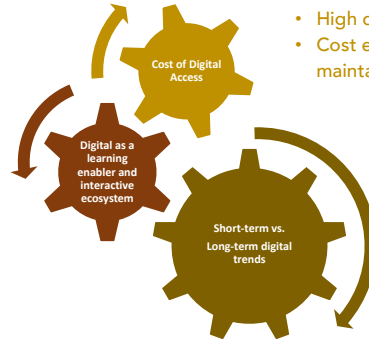 • High
• Cost
Cost of Digital
Access
Digital as a
learning
enabler and
interactive
ecosystem
Short-term vs.
Long-term digital
trends